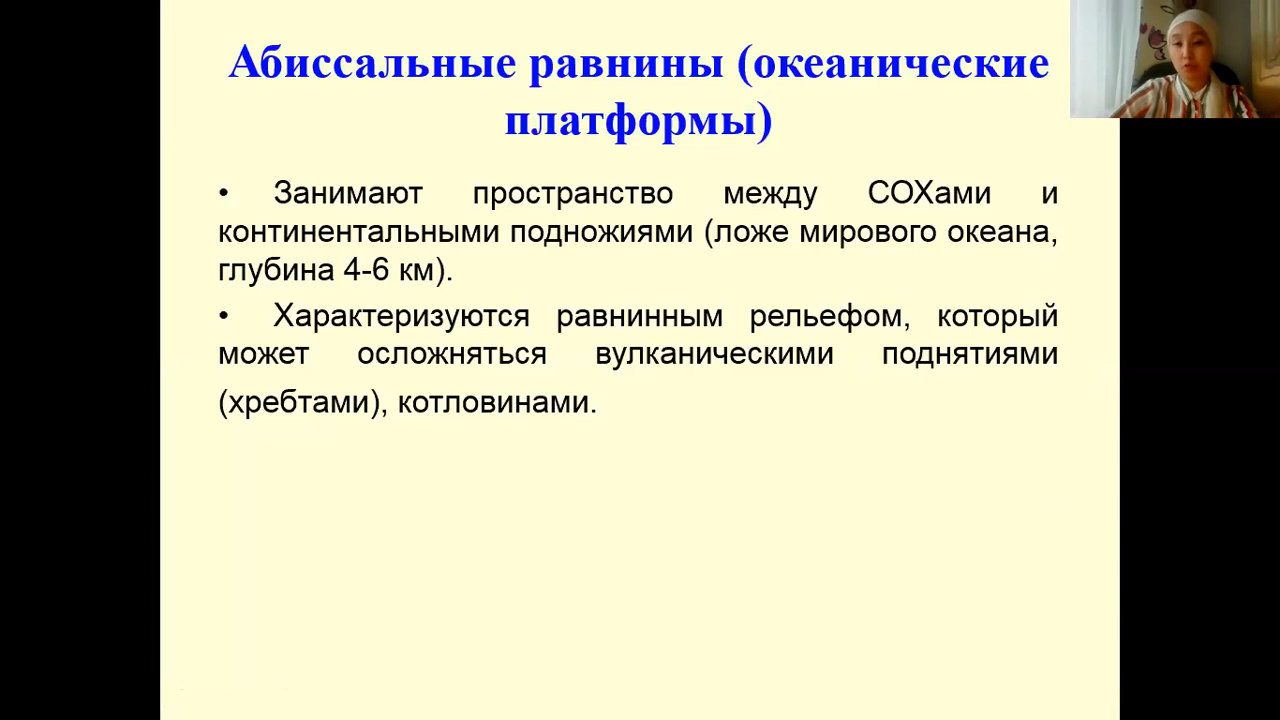 Абиссальные равнины (океанические
платформы)
• Занимают пространство между СОХами и
континентальными подножиями (ложе мирового океана,
глубина 4-6 км).
• Характеризуются равнинным рельефом, который
может осложняться вулканическими поднятиями
(хребтами), котловинами.